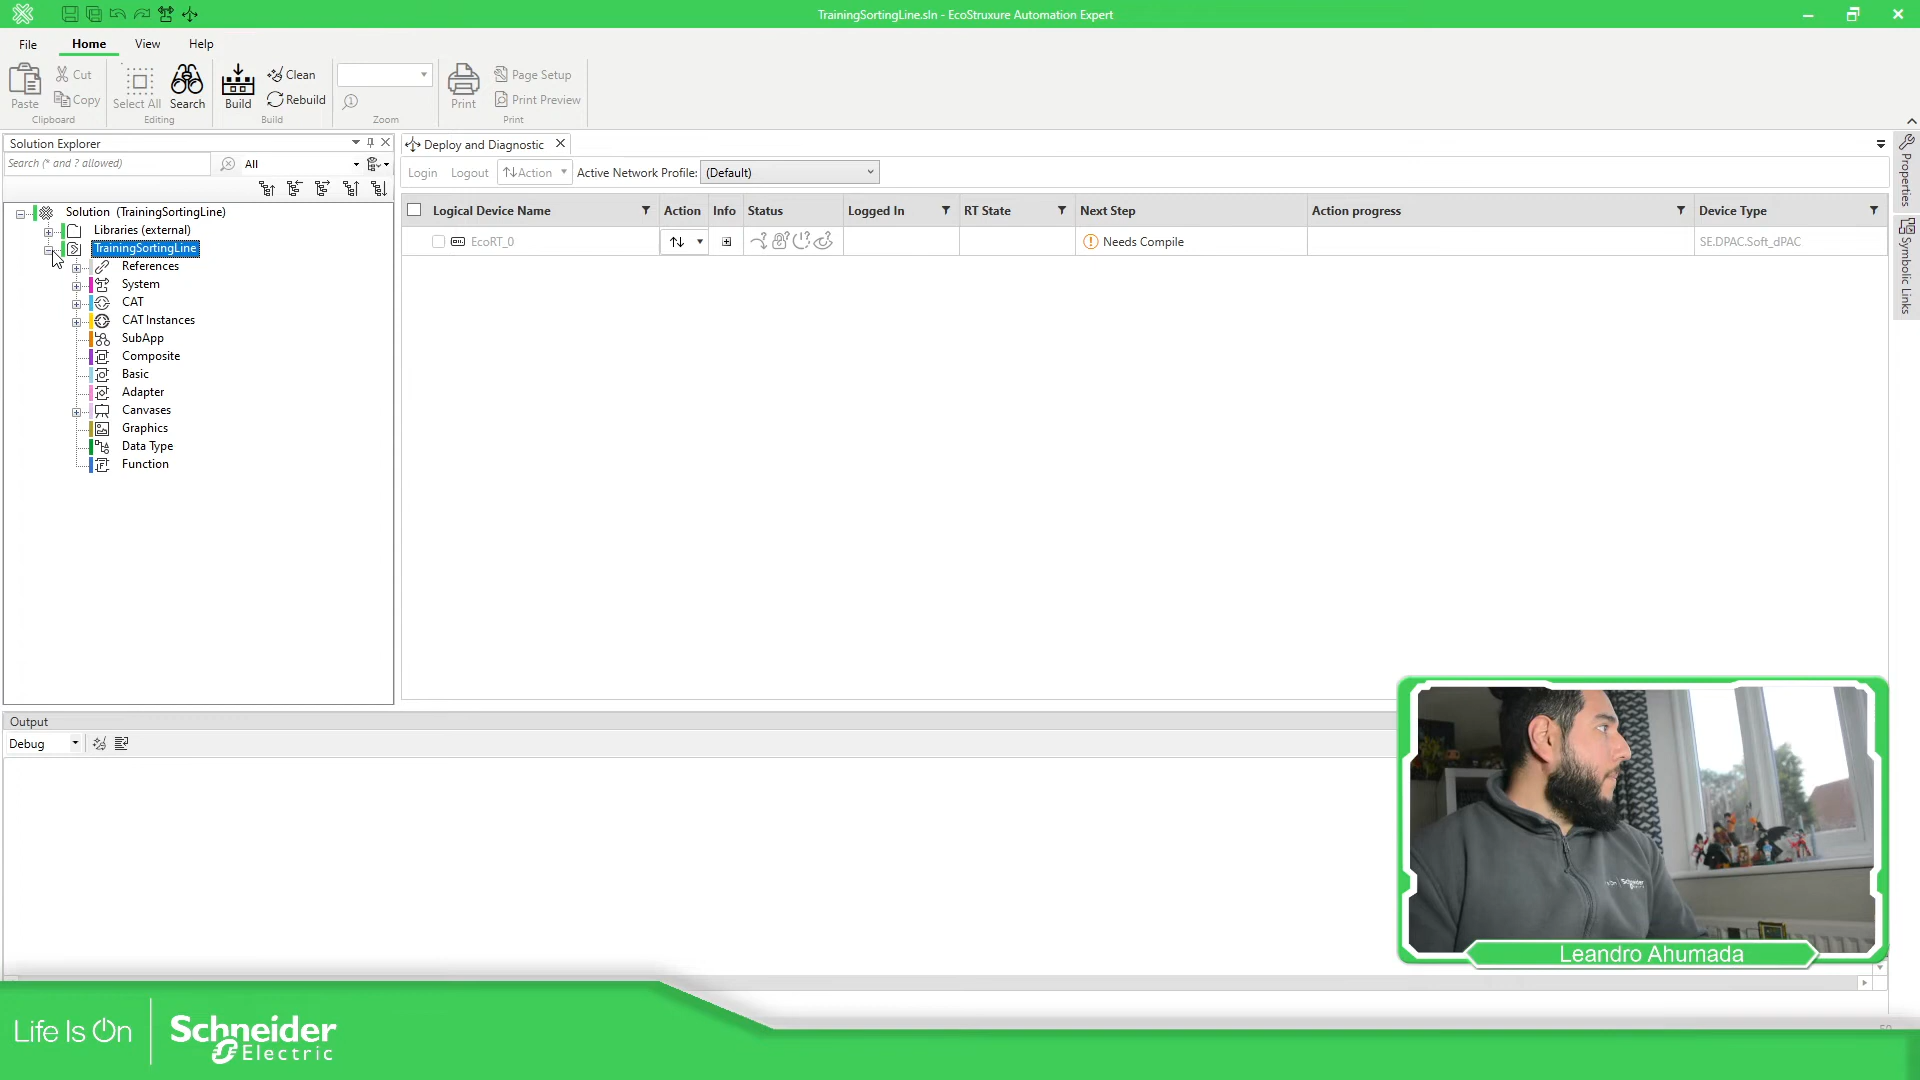 TrainingSortingLine.sln - EcoStruxure Automation Expert
File Home View Help
Paste Cut Copy Select All Search Build Clean Rebuild Print Page Setup Print Preview
Clipboard Editing Build Zoom Print
Solution Explorer
Search (* and ? allowed) All
Solution (TrainingSortingLine)
Libraries (external)
TrainingSortingLine
References
System
CAT
CAT Instances
SubApp
Composite
Basic
Adapter
Canvases
Graphics
Data Type
Function
Deploy and Diagnostic
Login Logout Action Active Network Profile: (Default)
Logical Device Name Action Info Status Logged In RT State Next Step Action progress Device Type
EcoRT_0 Needs Compile SE.DPAC.Soft_dPAC
Properties
Symbolic Links
Output
Debug
Leandro Ahumada
Life Is On Schneider Electric